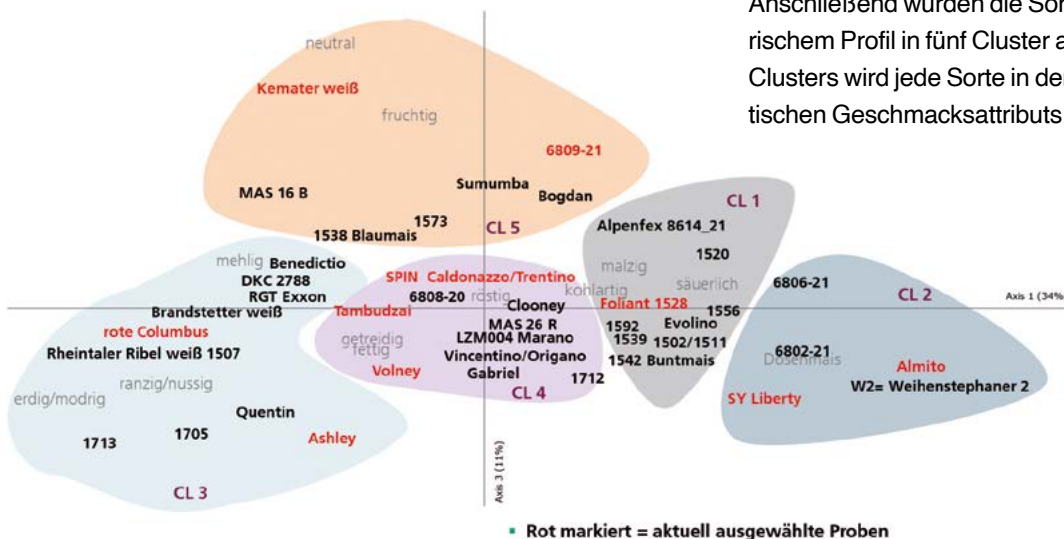 Anschließend wurden die Sor
rischem Profil in fünf Cluster a
Clusters wird jede Sorte in de
tischen Geschmacksattributs
neutral
Kemater weiß
fruchtig
6809-21
Sumumba
MAS 16 B
Bogdan
1573
CL 5
1538 Blaumais
CL 1
Alpenfex 8614_21
1520
malzig
säuerlich
kohlartig
Foliant 1528
1556
1592
Evolino
1539
1502/1511
1542 Buntmais
mehlig
Benedictio
DKC 2788
RGT Exxon
Brandstetter weiß
rote Columbus
Rheintaler Ribel weiß 1507
ranzig/nussig
erdig/modrig
Quentin
1713
1705
Ashley
CL 3
SPIN
Caldonazzo/Trentino
6808-20
röstig
Tambudzai
Clooney
MAS 26 R
getreidig
LZM004 Marano
fettig
Vincentino/Origano
Volney
Gabriel
1712
CL 4
6806-21
CL 2
Axis 1 (34%
6802-21
Dosenmais
Almito
W2= Weihenstephaner 2
SY Liberty
Axis 3 (11%)
▪ Rot markiert = aktuell ausgewählte Proben